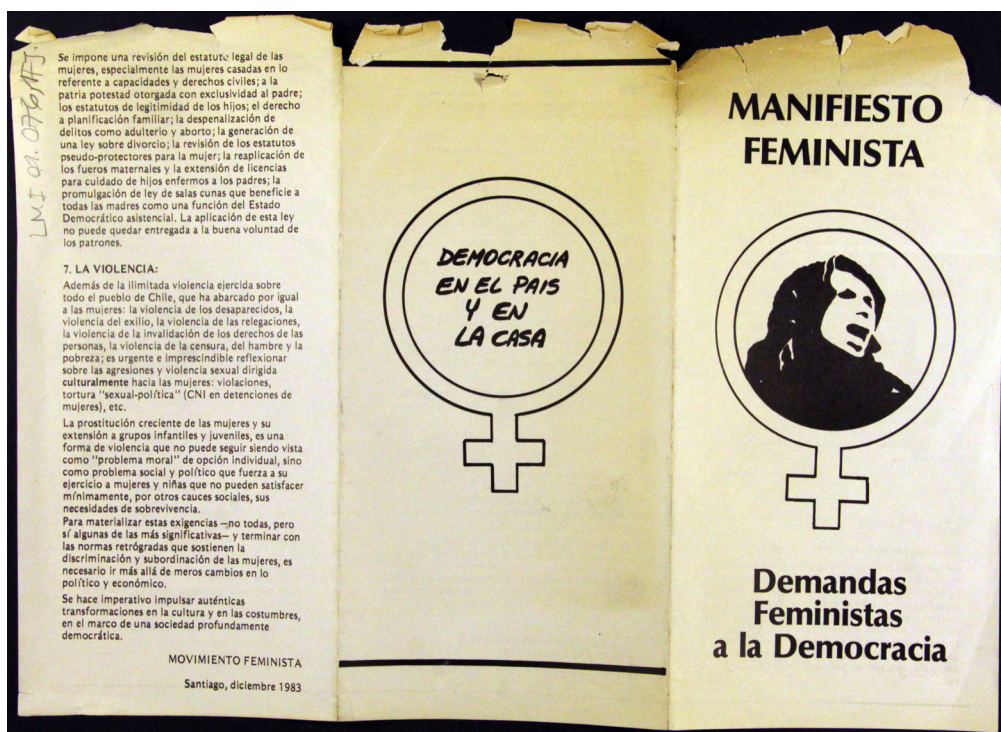 Se impone una revisión del estatuto legal de las
mujeres, especialmente las mujeres casadas en lo
referente a capacidades y derechos civiles; a la
patria potestad otorgada con exclusividad al padre;
los estatutos de legitimidad de los hijos; el derecho
a planificación familiar; la despenalización de
delitos como adulterio y aborto; la generación de
una ley sobre divorcio; la revisión de los estatutos
pseudo-protectores para la mujer; la reaplicación de
los fueros maternales y la extensión de licencias
para cuidado de hijos enfermos a los padres; la
promulgación de ley de salas cunas que beneficie a
todas las madres como una función del Estado
Democrático asistencial. La aplicación de esta ley
no puede quedar entregada a la buena voluntad de
los patrones.
7. LA VIOLENCIA:
Además de la ilimitada violencia ejercida sobre
todo el pueblo de Chile, que ha abarcado por igual
a las mujeres: la violencia de los desaparecidos, la
violencia del exilio, la violencia de las relegaciones,
la violencia de la invalidación de los derechos de las
personas, la violencia de la censura, del hambre y la
pobreza; es urgente e imprescindible reflexionar
sobre las agresiones y violencia sexual dirigida
culturalmente hacia las mujeres: violaciones,
tortura "sexual-política" (CNI en detenciones de
mujeres), etc.
La prostitución creciente de las mujeres y su
extensión a grupos infantiles y juveniles, es una
forma de violencia que no puede seguir siendo vista
como "problema moral" de opción individual, sino
como problema social y político que fuerza a su
ejercicio a mujeres y niñas que no pueden satisfacer
mínimamente, por otros cauces sociales, sus
necesidades de sobrevivencia.
Para materializar estas exigencias —no todas, pero
sí algunas de las más significativas— y terminar con
las normas retrógradas que sostienen la
discriminación y subordinación de las mujeres, es
necesario ir más allá de meros cambios en lo
político y económico.
Se hace imperativo impulsar auténticas
transformaciones en la cultura y en las costumbres,
en el marco de una sociedad profundamente
democrática.
MOVIMIENTO FEMINISTA
Santiago, diciembre 1983
DEMOCRACIA
EN EL PAIS
Y EN
LA CASA
MANIFIESTO
FEMINISTA
Demandas
Feministas
a la Democracia